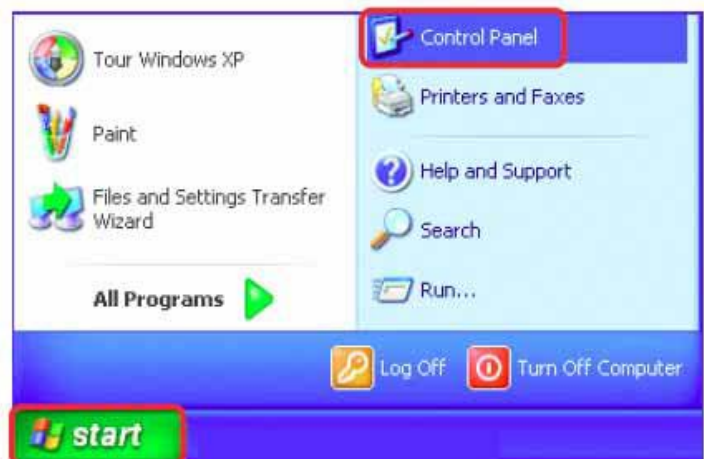 Tour Windows XP
Paint
Files and Settings Transfer
Wizard
All Programs
Control Panel
Printers and Faxes
Help and Support
Search
Run...
Log Off
Turn Off Computer
start